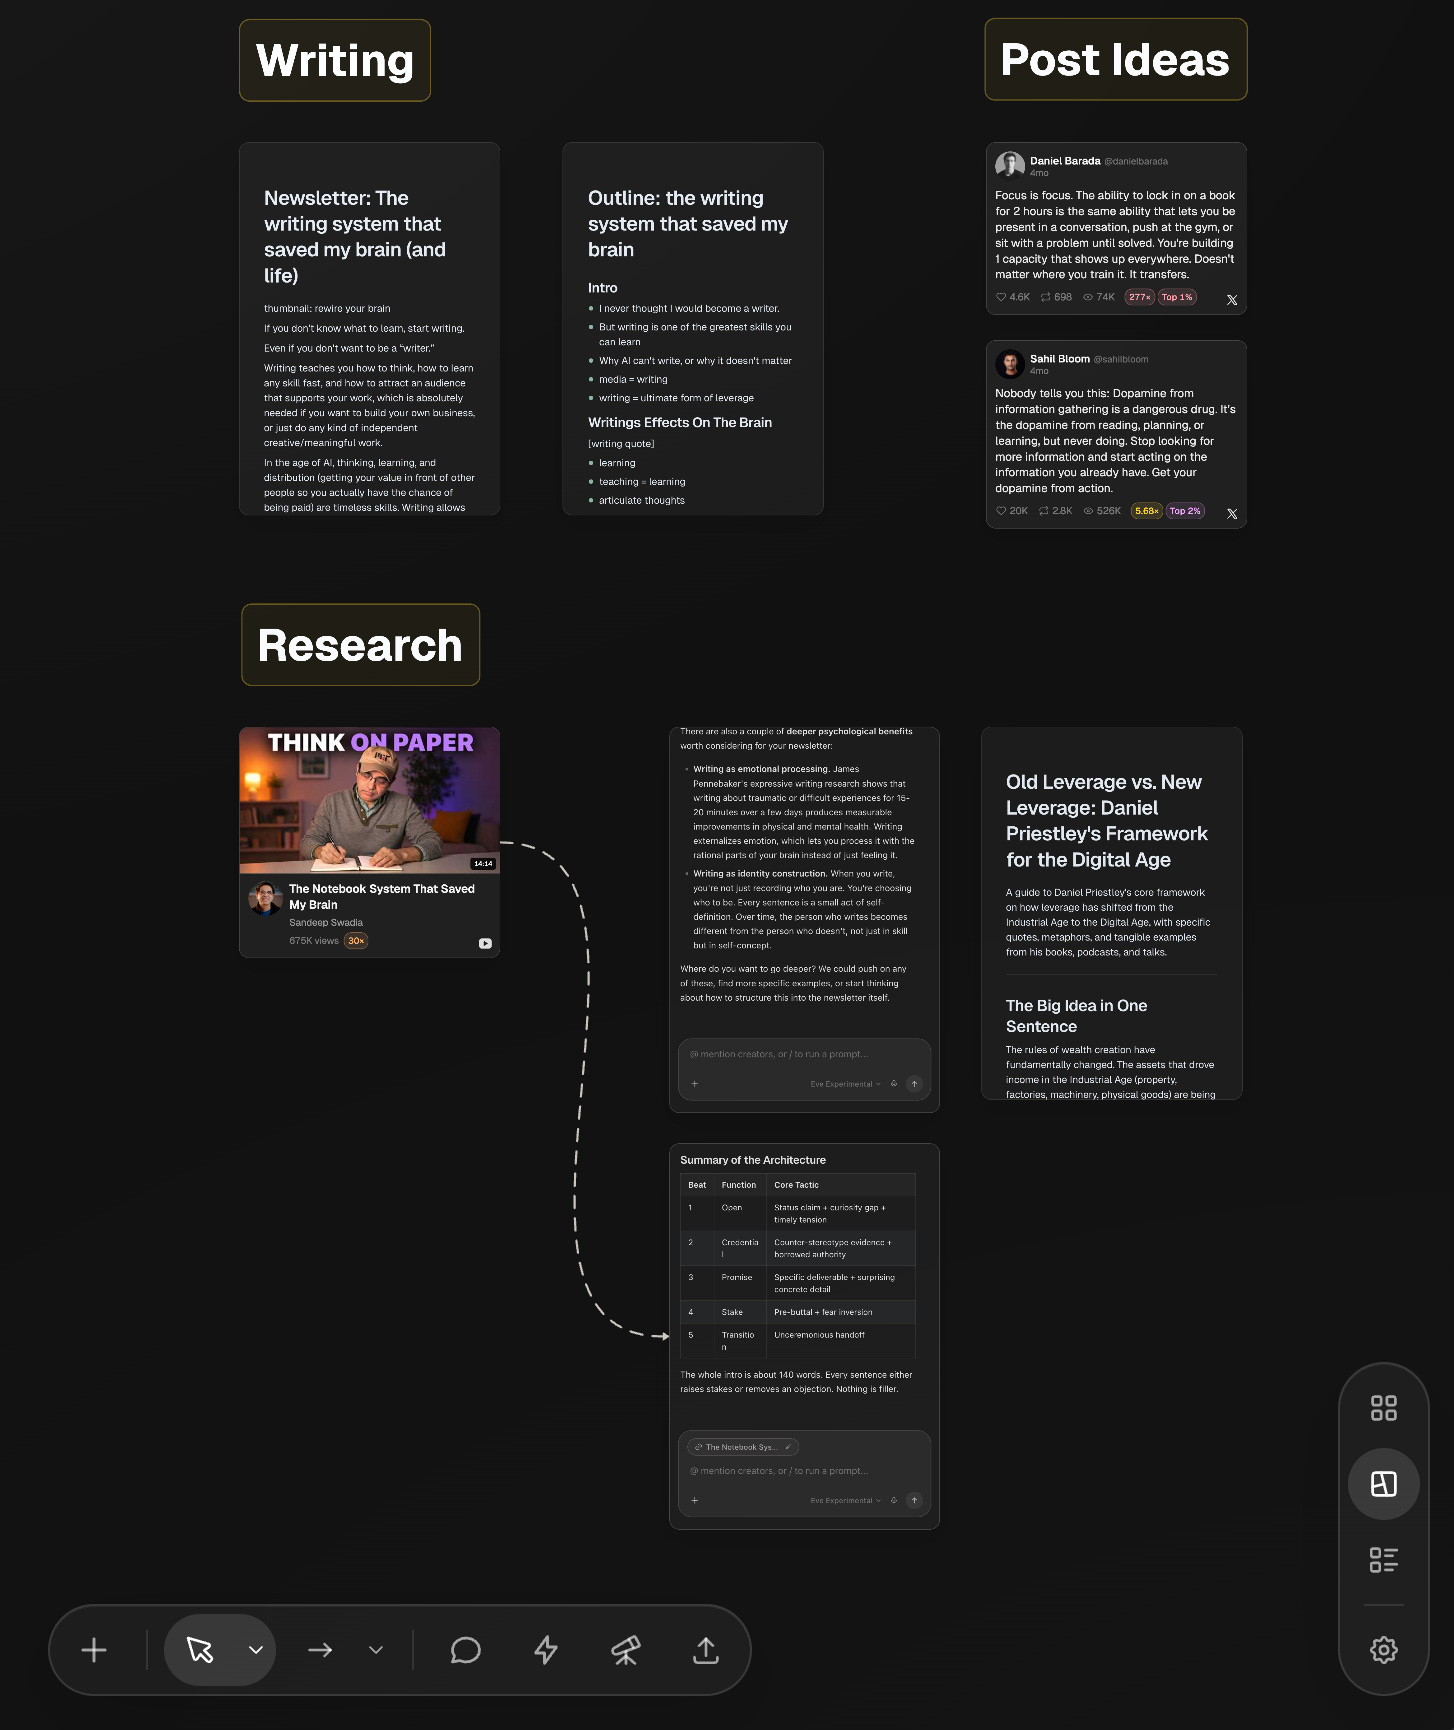 Writing
Newsletter: The
writing system that
saved my brain (and
life)
thumbnail: rewire your brain
If you don't know what to learn, start writing.
Even if you don't want to be a "writer."
Writing teaches you how to think, how to learn
any skill fast, and how to attract an audience
that supports your work, which is absolutely
needed if you want to build your own business,
or just do any kind of independent
creative/meaningful work.
In the age of AI, thinking, learning, and
distribution (getting your value in front of other
people so you actually have the chance of
being paid) are timeless skills. Writing allows
Outline: the writing
system that saved my
brain
Intro
I never thought I would become a writer.
But writing is one of the greatest skills you
can learn
Why AI can't write, or why it doesn't matter
media = writing
writing = ultimate form of leverage
Writings Effects On The Brain
[writing quote]
learning
teaching = learning
articulate thoughts
Post Ideas
Daniel Barada @danielbarada
4mo
Focus is focus. The ability to lock in on a book
for 2 hours is the same ability that lets you be
present in a conversation, push at the gym, or
sit with a problem until solved. You're building
1 capacity that shows up everywhere. Doesn't
matter where you train it. It transfers.
4.6K 698 74K 277× Top 1%
Sahil Bloom @sahilbloom
4mo
Nobody tells you this: Dopamine from
information gathering is a dangerous drug. It's
the dopamine from reading, planning, or
learning, but never doing. Stop looking for
more information and start acting on the
information you already have. Get your
dopamine from action.
20K 2.8K 526K 5.68× Top 2%
Research
THINK ON PAPER
14:14
The Notebook System That Saved
My Brain
Sandeep Swadia
675K views 30×
There are also a couple of deeper psychological benefits
worth considering for your newsletter:
Writing as emotional processing. James
Pennebaker's expressive writing research shows that
writing about traumatic or difficult experiences for 15-
20 minutes over a few days produces measurable
improvements in physical and mental health. Writing
externalizes emotion, which lets you process it with the
rational parts of your brain instead of just feeling it.
Writing as identity construction. When you write,
you're not just recording who you are. You're choosing
who to be. Every sentence is a small act of self-
definition. Over time, the person who writes becomes
different from the person who doesn't, not just in skill
but in self-concept.
Where do you want to go deeper? We could push on any
of these, find more specific examples, or start thinking
about how to structure this into the newsletter itself.
@ mention creators, or / to run a prompt...
Eve Experimental
Old Leverage vs. New
Leverage: Daniel
Priestley's Framework
for the Digital Age
A guide to Daniel Priestley's core framework
on how leverage has shifted from the
Industrial Age to the Digital Age, with specific
quotes, metaphors, and tangible examples
from his books, podcasts, and talks.
The Big Idea in One
Sentence
The rules of wealth creation have
fundamentally changed. The assets that drove
income in the Industrial Age (property,
factories, machinery, physical goods) are being
Summary of the Architecture
Beat Function Core Tactic
1 Open Status claim + curiosity gap +
timely tension
2 Credentia
l Counter-stereotype evidence +
borrowed authority
3 Promise Specific deliverable + surprising
concrete detail
4 Stake Pre-buttal + fear inversion
5 Transitio
n Unceremonious handoff
The whole intro is about 140 words. Every sentence either
raises stakes or removes an objection. Nothing is filler.
The Notebook Sys...
@ mention creators, or / to run a prompt...
Eve Experimental